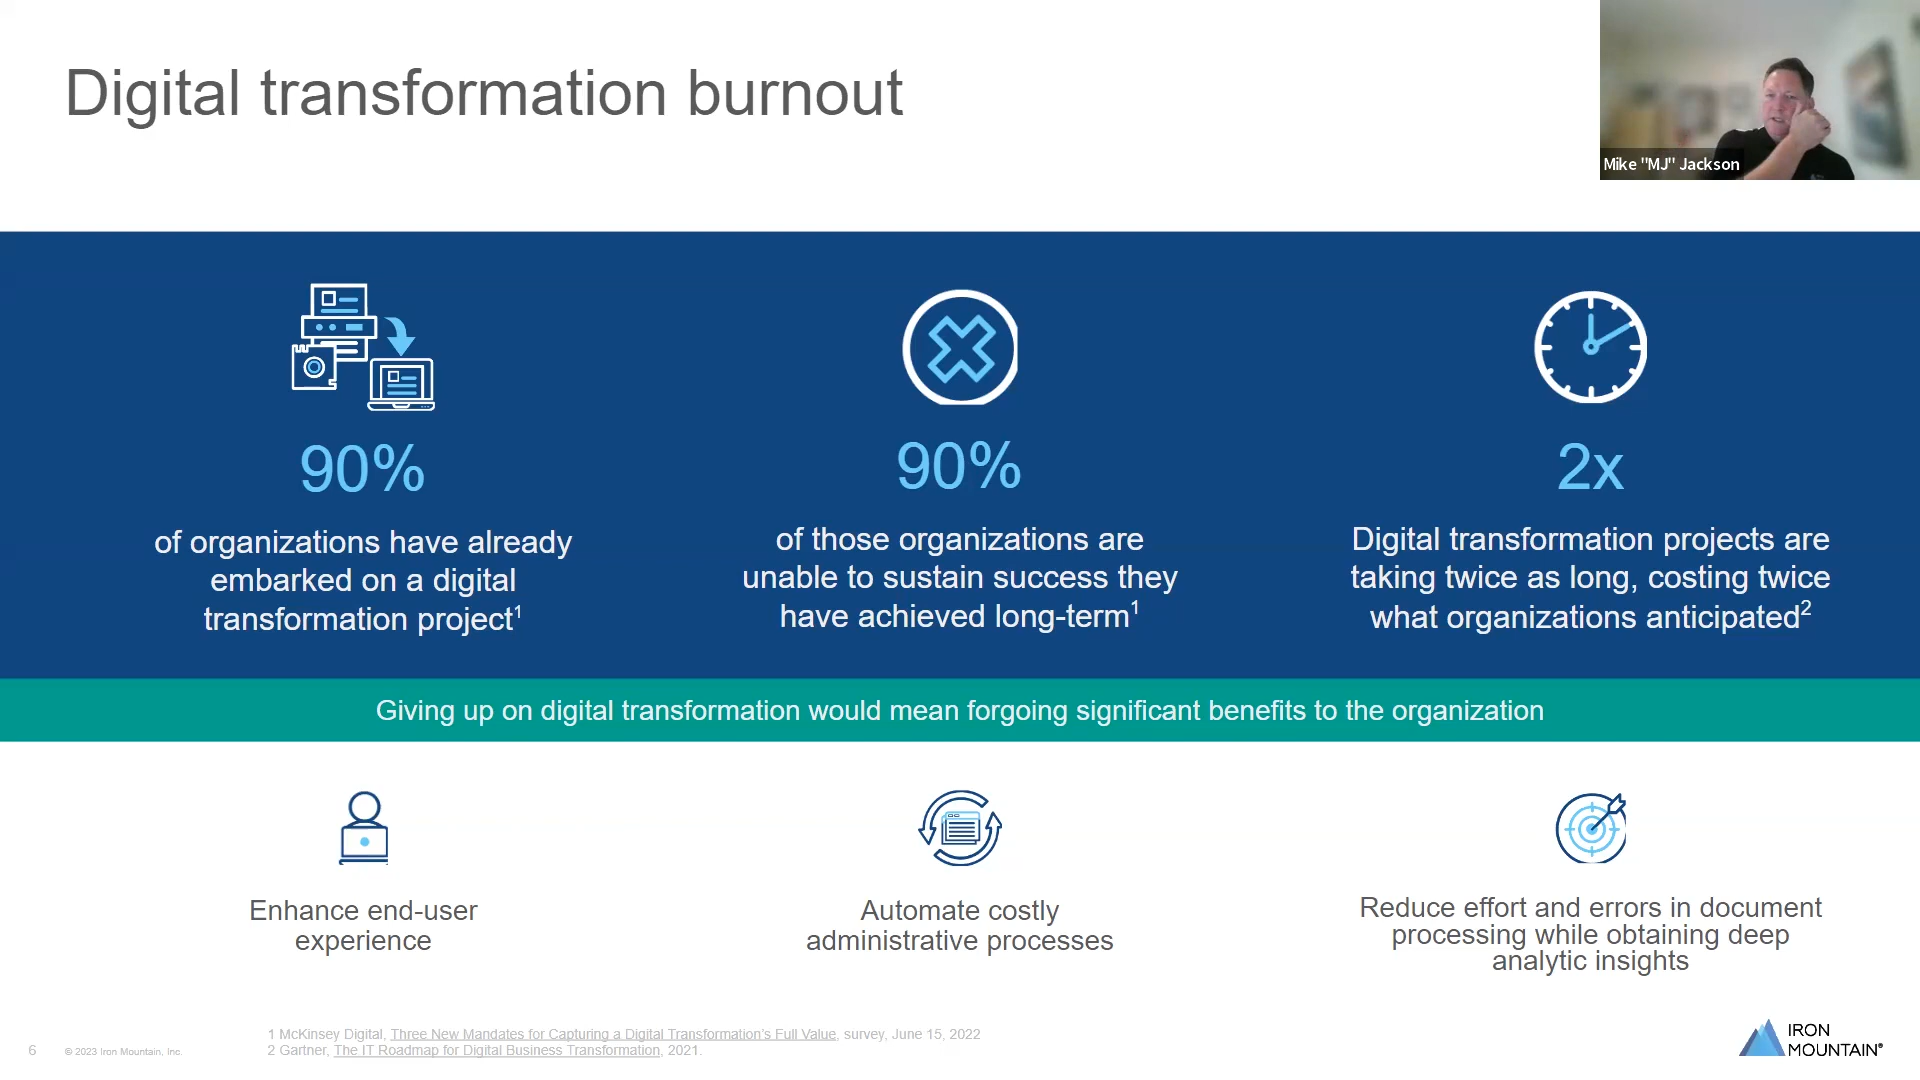 Digital transformation burnout
Mike "MJ" Jackson
90%
of organizations have already
embarked on a digital
transformation project1
90%
of those organizations are
unable to sustain success they
have achieved long-term1
2x
Digital transformation projects are
taking twice as long, costing twice
what organizations anticipated2
Giving up on digital transformation would mean forgoing significant benefits to the organization
Enhance end-user
experience
Automate costly
administrative processes
Reduce effort and errors in document
processing while obtaining deep
analytic insights
1 McKinsey Digital, Three New Mandates for Capturing a Digital Transformation's Full Value, survey, June 15, 2022
2 Gartner, The IT Roadmap for Digital Business Transformation, 2021.
6
© 2023 Iron Mountain, Inc.
IRON
MOUNTAIN®